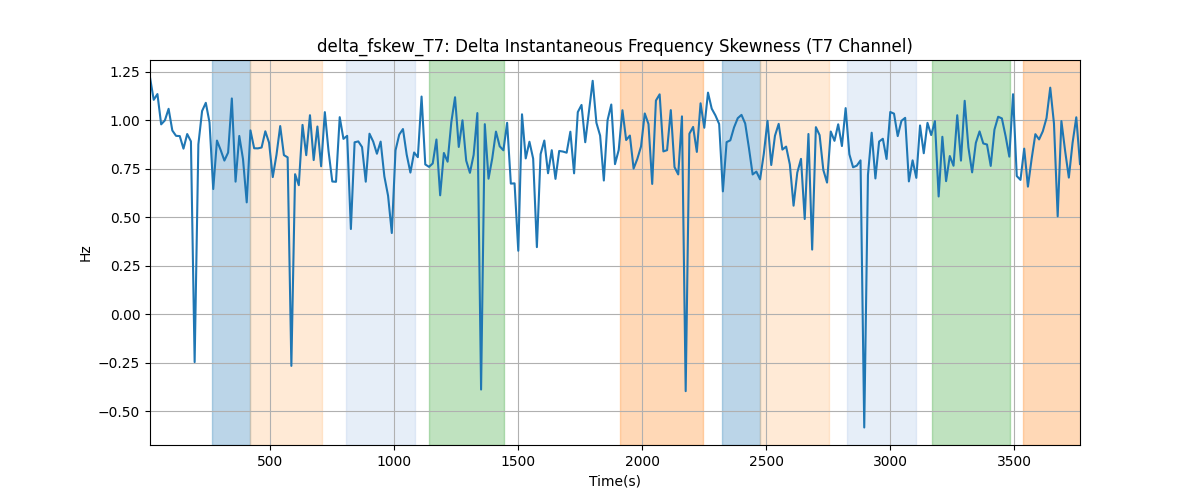 delta_fskew_T7: Delta Instantaneous Frequency Skewness (T7 Channel)
1.25
1.00
0.75
0.50
0.25
0.00
−0.25
−0.50
Hz
500 1000 1500 2000 2500 3000 3500
Time(s)